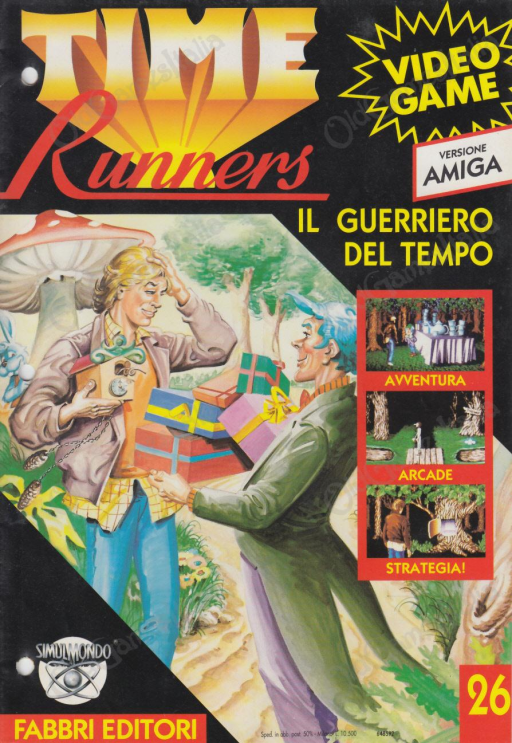 TIME
Runners
VIDEO
GAME
VERSIONE
AMIGA
IL GUERRIERO
DEL TEMPO
AVVENTURA
ARCADE
STRATEGIA!
SIMULMONDO
FABBRI EDITORI
26